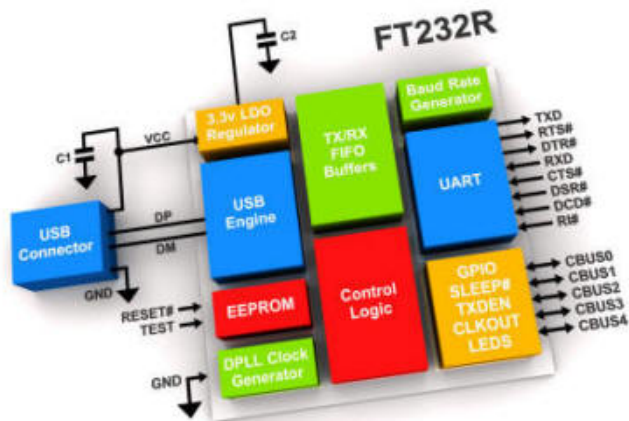 FT232R
C2
C1
VCC
3.3v LDO
Regulator
TX/RX
FIFO
Buffers
Baud Rate
Generator
USB
Engine
UART
TXD
RTS#
DTR#
RXD
CTS#
DSR#
DCD#
RI#
USB
Connector
DP
DM
GND
RESET#
TEST
EEPROM
Control
Logic
GPIO
SLEEP#
TXDEN
CLKOUT
LEDS
CBUS0
CBUS1
CBUS2
CBUS3
CBUS4
GND
DPLL Clock
Generator